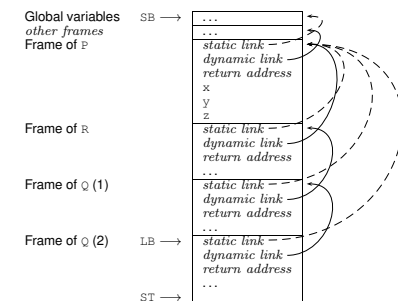 Global variables SB ⟶ ...
other frames ...
Frame of P static link
dynamic link
return address
x
y
z
Frame of R static link
dynamic link
return address
...
Frame of Q (1) static link
dynamic link
return address
...
Frame of Q (2) LB ⟶ static link
dynamic link
return address
...
ST ⟶